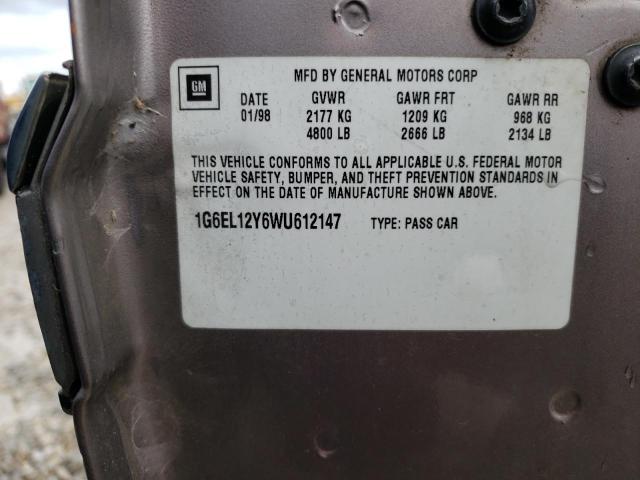 GM
MFD BY GENERAL MOTORS CORP
DATE GVWR GAWR FRT GAWR RR
01/98 2177 KG 1209 KG 968 KG
4800 LB 2666 LB 2134 LB
THIS VEHICLE CONFORMS TO ALL APPLICABLE U.S. FEDERAL MOTOR
VEHICLE SAFETY, BUMPER, AND THEFT PREVENTION STANDARDS IN
EFFECT ON THE DATE OF MANUFACTURE SHOWN ABOVE.
1G6EL12Y6WU612147 TYPE: PASS CAR